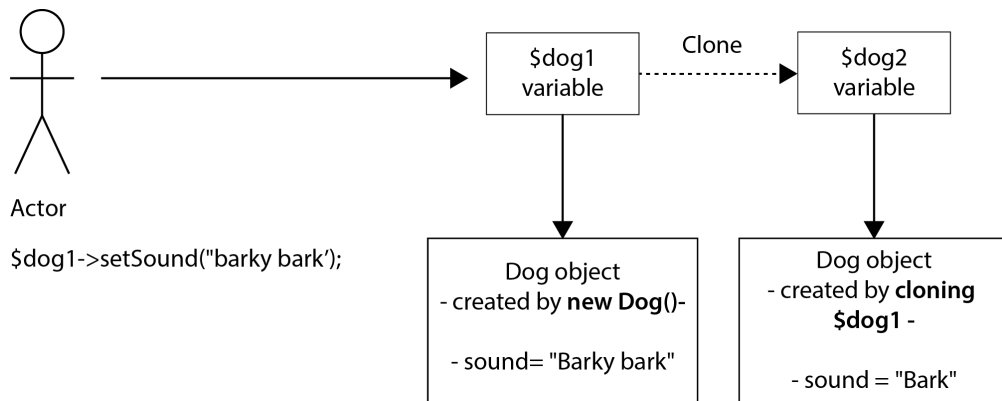 Actor
$dog1->setSound("barky bark’);
$dog1
variable
Clone
$dog2
variable
Dog object
- created by new Dog()-
- sound= "Barky bark"
Dog object
- created by cloning
$dog1 -
- sound = "Bark"